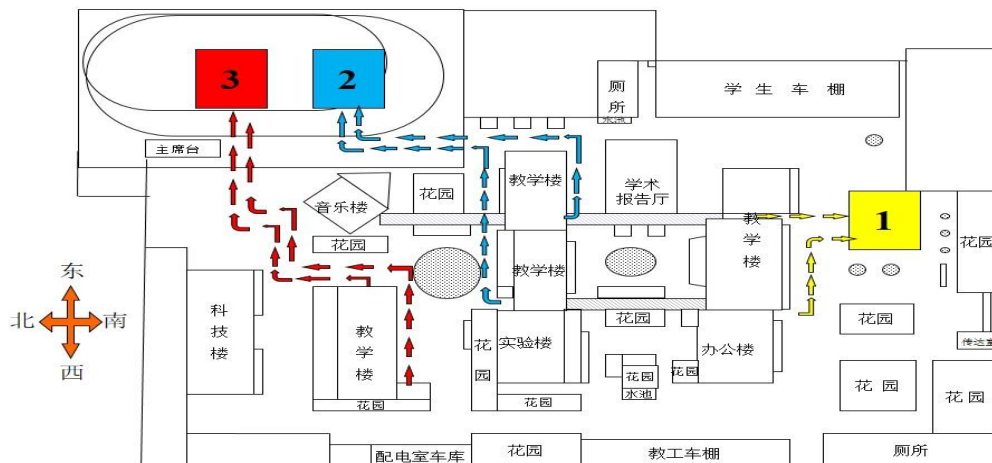 3
2
厕所
水池
学生车棚
主席台
音乐楼
花园
教学楼
学术
报告厅
教学楼
1
花园
花园
教学楼
东
北
南
西
科技楼
教学楼
花园
实验楼
花园
办公楼
花园
传达室
花园
花园
水池
花园
花园
花园
花园
花园
配电室车库
花园
教工车棚
厕所